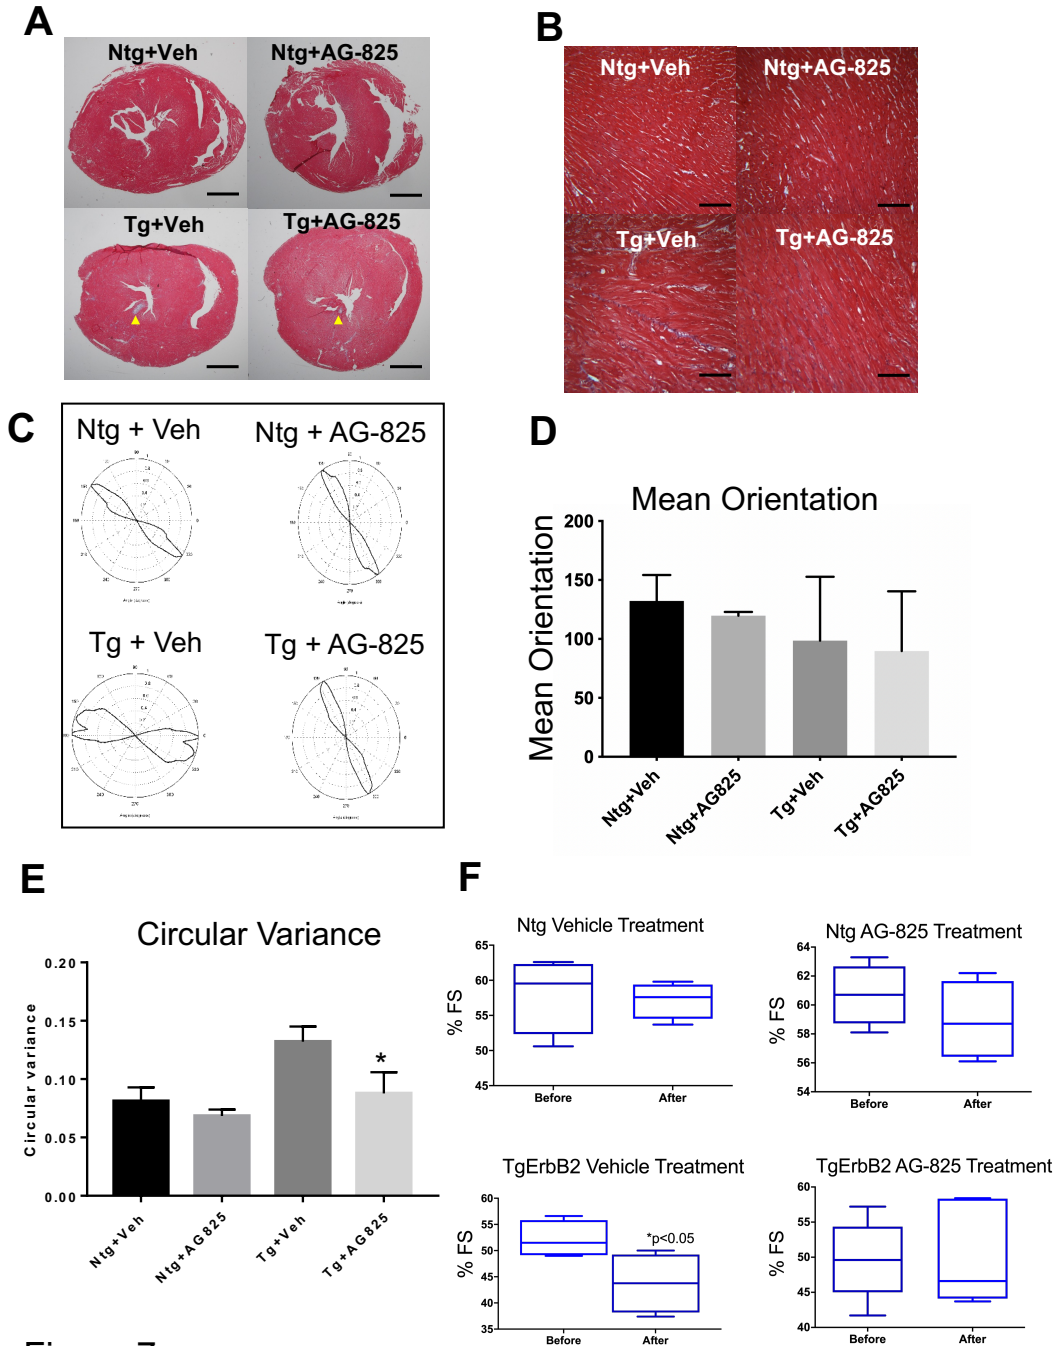 A
Ntg+Veh
Ntg+AG-825
Tg+Veh
Tg+AG-825
B
Ntg+Veh
Ntg+AG-825
Tg+Veh
Tg+AG-825
C
Ntg + Veh
Ntg + AG-825
Tg + Veh
Tg + AG-825
D
Mean Orientation
Mean Orientation
200
150
100
50
0
Ntg+Veh
Ntg+AG825
Tg+Veh
Tg+AG825
E
Circular Variance
Circular variance
0.20
0.15
0.10
0.05
0.00
*
Ntg+Veh
Ntg+AG825
Tg+Veh
Tg+AG825
F
Ntg Vehicle Treatment
% FS
65
60
55
50
45
Before
After
Ntg AG-825 Treatment
% FS
64
62
60
58
56
54
Before
After
TgErbB2 Vehicle Treatment
% FS
60
55
50
45
40
35
*p<0.05
Before
After
TgErbB2 AG-825 Treatment
% FS
60
55
50
45
40
Before
After